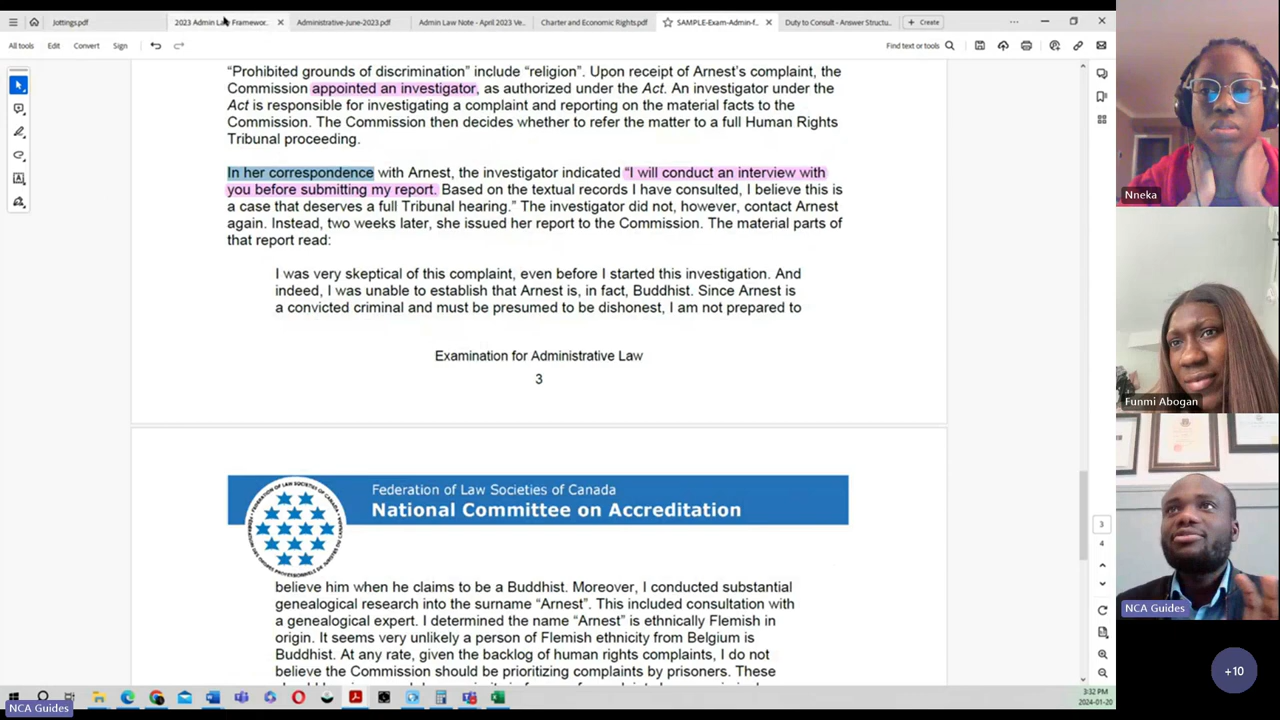 Jottings.pdf
2023 Admin Law Framewor..
Administrative-June-2023.pdf
Admin Law Note - April 2023 Ve..
Charter and Economic Rights.pdf
SAMPLE-Exam-Admin-f..
Duty to Consult - Answer Structu..
Create
All tools
Edit
Convert
Sign
Find text or tools
"Prohibited grounds of discrimination" include "religion". Upon receipt of Arnest's complaint, the
Commission appointed an investigator, as authorized under the Act. An investigator under the
Act is responsible for investigating a complaint and reporting on the material facts to the
Commission. The Commission then decides whether to refer the matter to a full Human Rights
Tribunal proceeding.
In her correspondence with Arnest, the investigator indicated "I will conduct an interview with
you before submitting my report. Based on the textual records I have consulted, I believe this is
a case that deserves a full Tribunal hearing." The investigator did not, however, contact Arnest
again. Instead, two weeks later, she issued her report to the Commission. The material parts of
that report read:
I was very skeptical of this complaint, even before I started this investigation. And
indeed, I was unable to establish that Arnest is, in fact, Buddhist. Since Arnest is
a convicted criminal and must be presumed to be dishonest, I am not prepared to
Examination for Administrative Law
3
Federation of Law Societies of Canada
National Committee on Accreditation
believe him when he claims to be a Buddhist. Moreover, I conducted substantial
genealogical research into the surname "Arnest". This included consultation with
a genealogical expert. I determined the name "Arnest" is ethnically Flemish in
origin. It seems very unlikely a person of Flemish ethnicity from Belgium is
Buddhist. At any rate, given the backlog of human rights complaints, I do not
believe the Commission should be prioritizing complaints by prisoners. These
3
4
3:32 PM
2024-01-20
NCA Guides
Nneka
Funmi Abogan
NCA Guides
+10